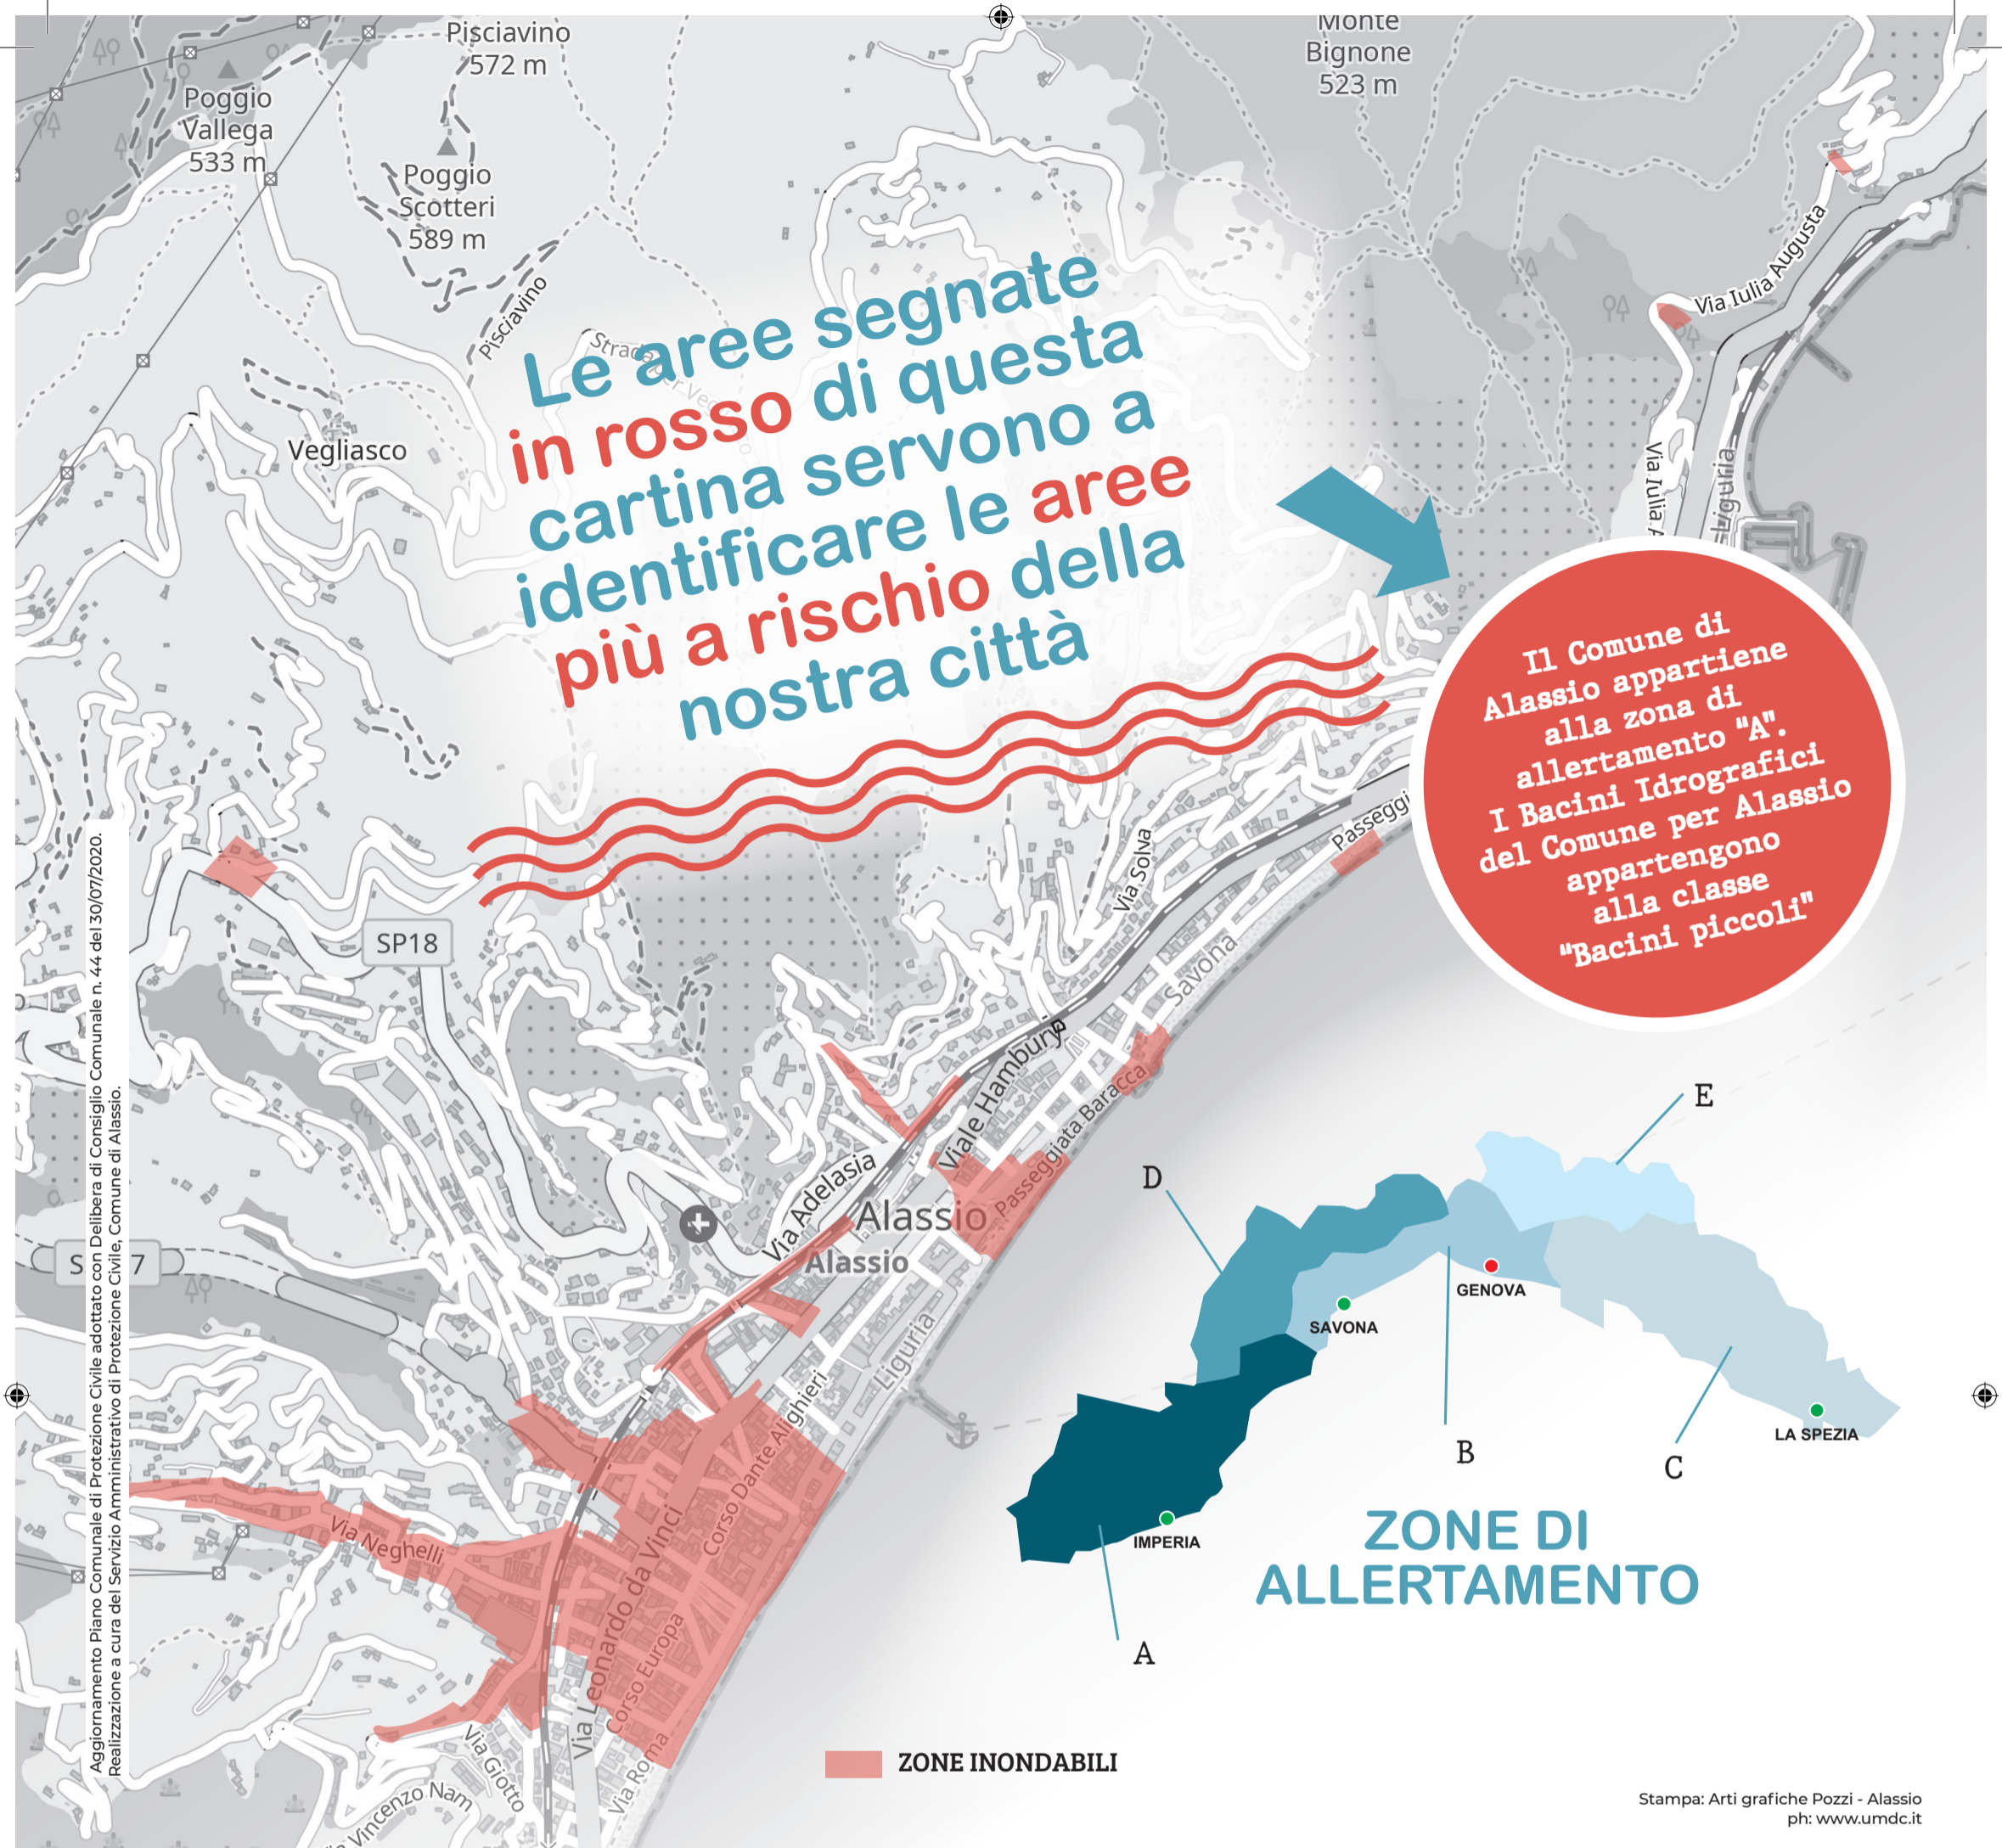 Pisciavino
572 m
Monte
Bignone
523 m
Poggio
Vallega
533 m
Poggio
Scotteri
589 m
Pisciavino
Via Iulia Augusta
Le aree segnate
in rosso di questa
cartina servono a
identificare le aree
più a rischio della
nostra città
Vegliasco
Via Iulia A
Liguria
Il Comune di
Alassio appartiene
alla zona di
allertamento "A".
I Bacini Idrografici
del Comune per Alassio
appartengono
alla classe
"Bacini piccoli"
Passeggi
Via Solva
SP18
Savona
Viale Hambury
Passeggiata Baracca
Via Adelasia
Alassio
Alassio
S 7
Liguria
Corso Dante Alighieri
Via Neghelli
Via Leonardo da Vinci
Corso Europa
Via Roma
Via Giotto
Vincenzo Nam
Aggiornamento Piano Comunale di Protezione Civile adottato con Delibera di Consiglio Comunale n. 44 del 30/07/2020.
Realizzazione a cura del Servizio Amministrativo di Protezione Civile, Comune di Alassio.
E
D
GENOVA
SAVONA
B
C
LA SPEZIA
IMPERIA
A
ZONE DI
ALLERTAMENTO
ZONE INONDABILI
Stampa: Arti grafiche Pozzi - Alassio
ph: www.umdc.it